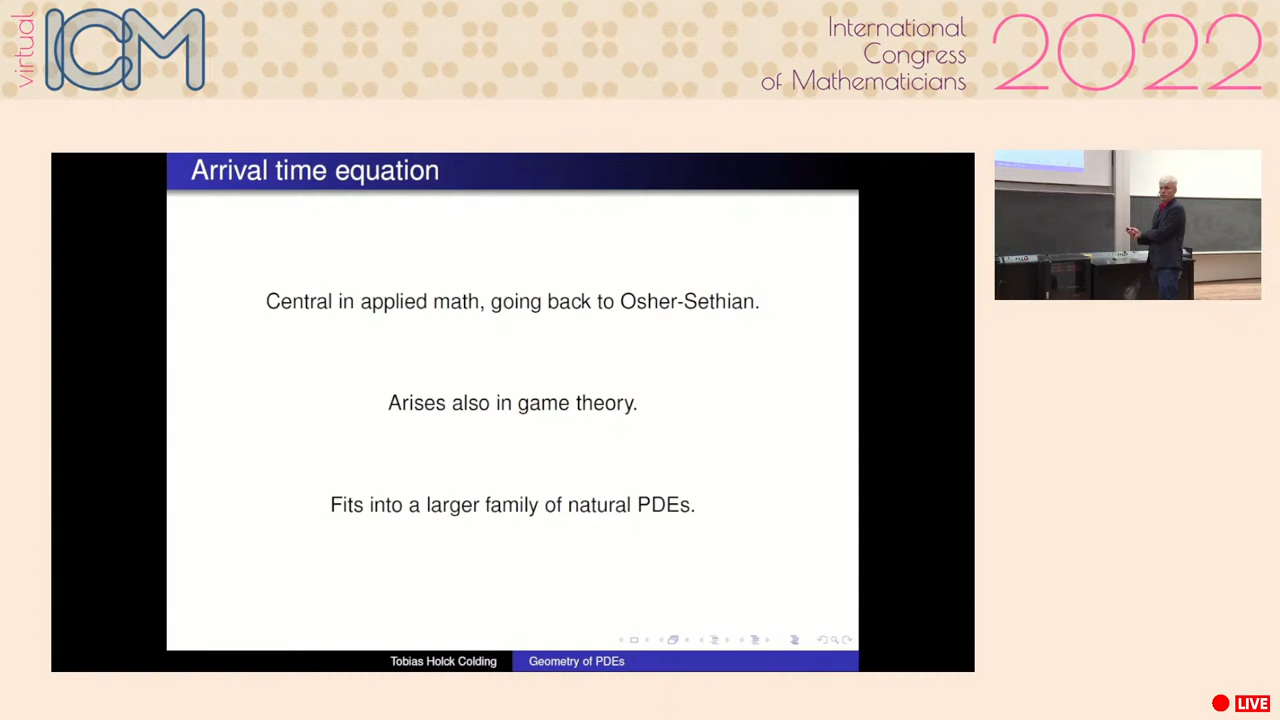 virtual
ICM
International
Congress
of Mathematicians
2022
Arrival time equation
Central in applied math, going back to Osher-Sethian.
Arises also in game theory.
Fits into a larger family of natural PDEs.
Tobias Holck Colding
Geometry of PDEs
LIVE